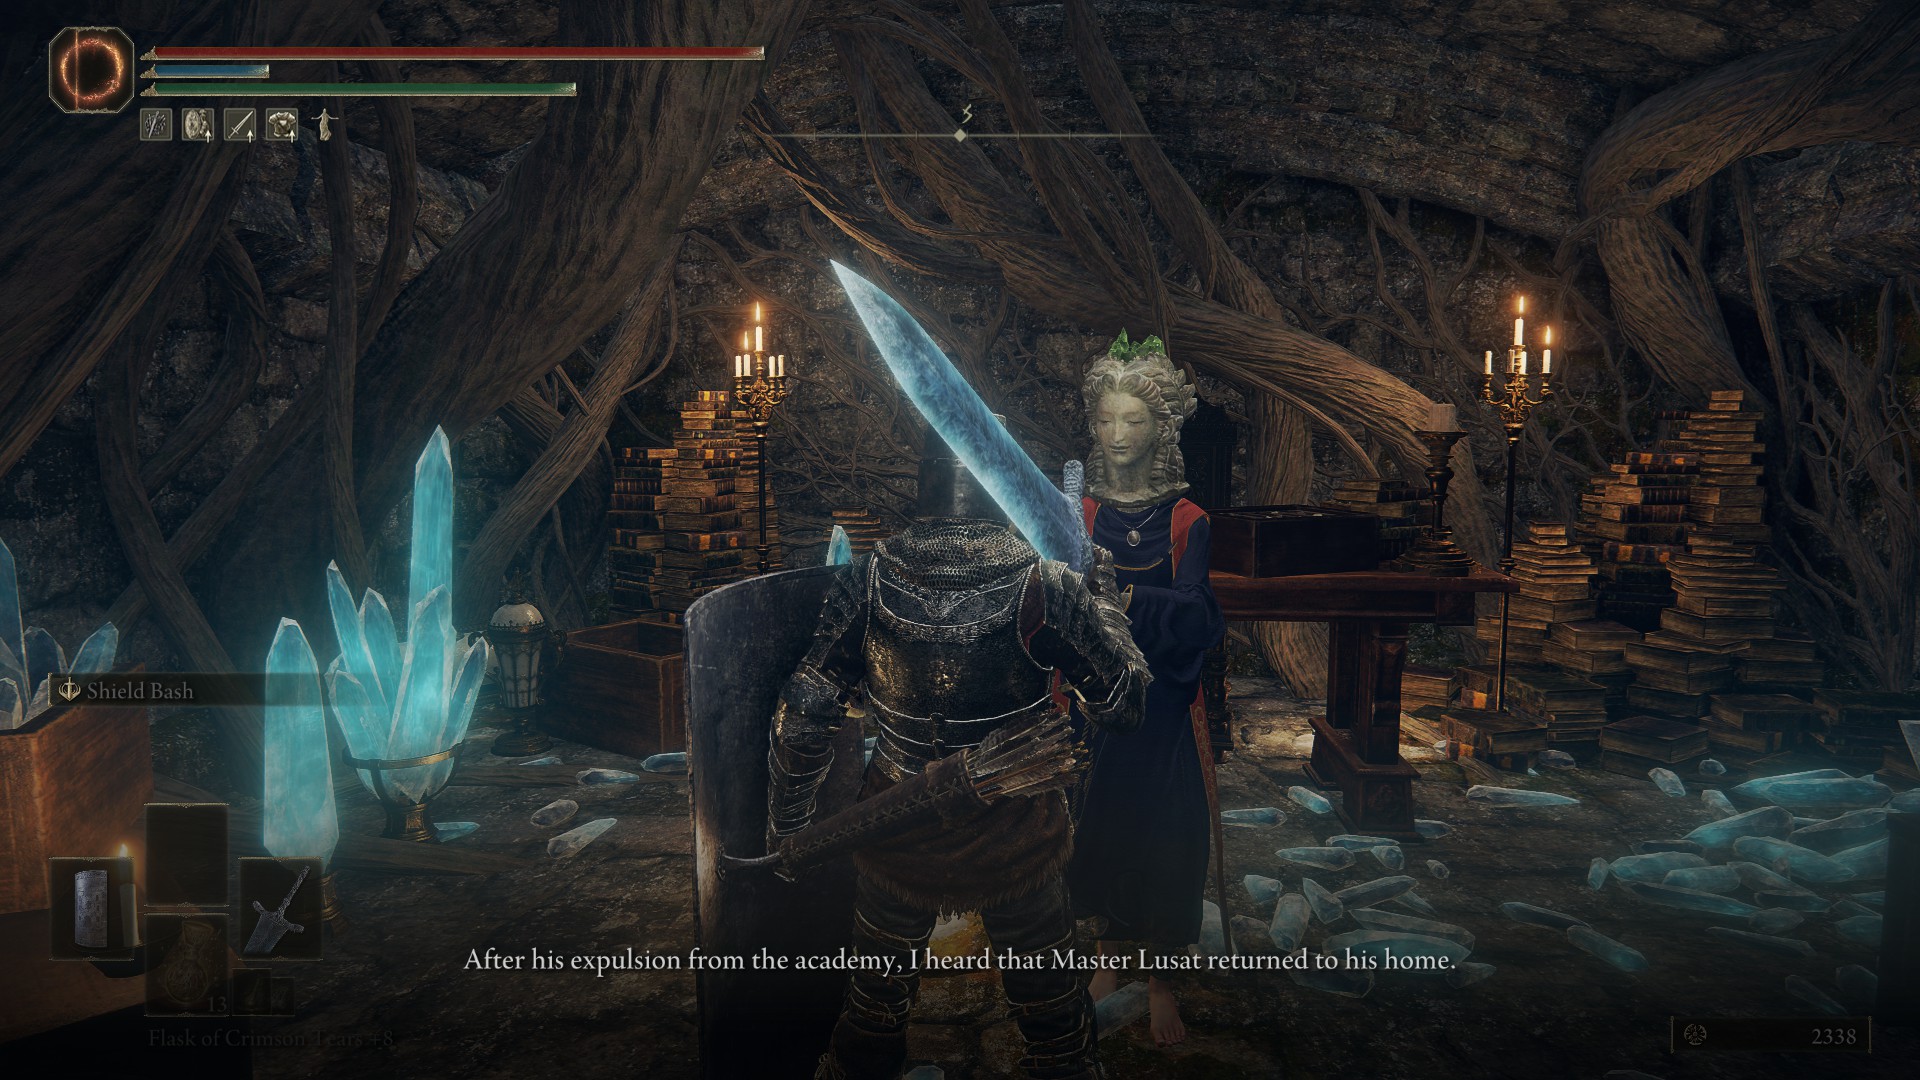 Shield Bash
After his expulsion from the academy, I heard that Master Lusat returned to his home.
13
Flask of Crimson Tears +8
2338